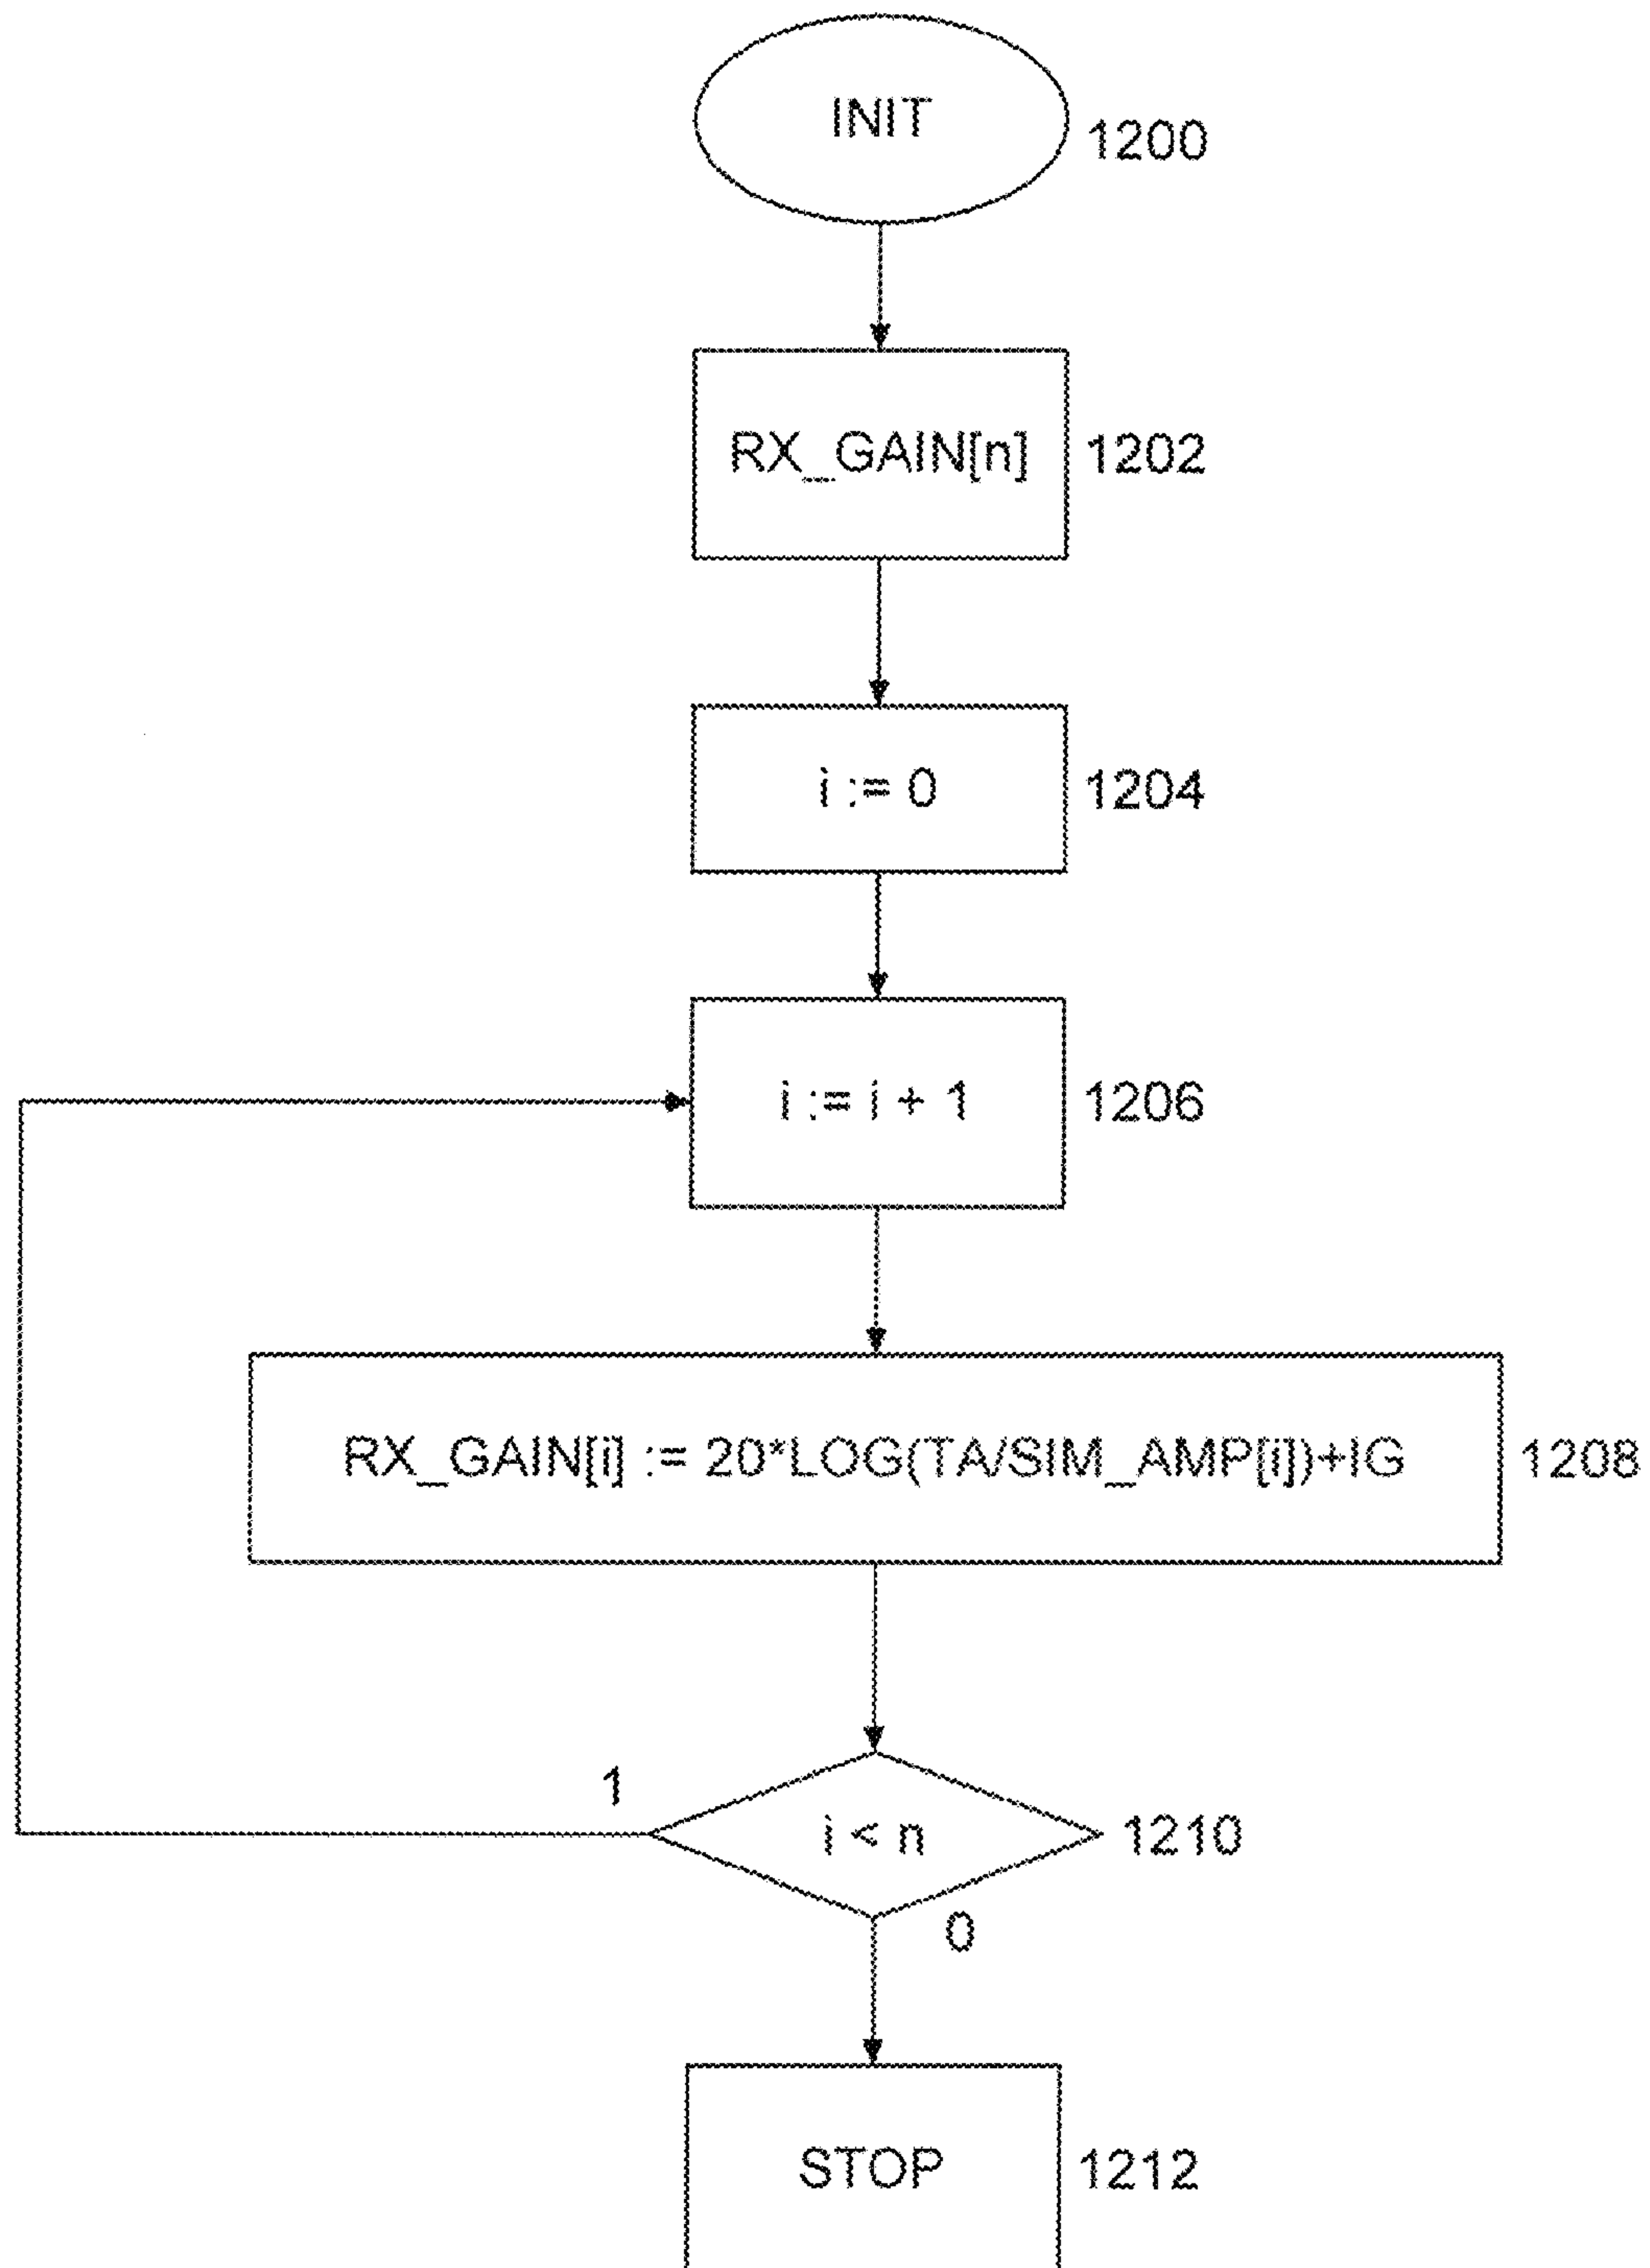 INIT
1200
RX_GAIN[n]
1202
i := 0
1204
i := i + 1
1206
RX_GAIN[i] := 20*LOG(TA/SIM_AMP[i])+IG
1208
1
i < n
1210
0
STOP
1212